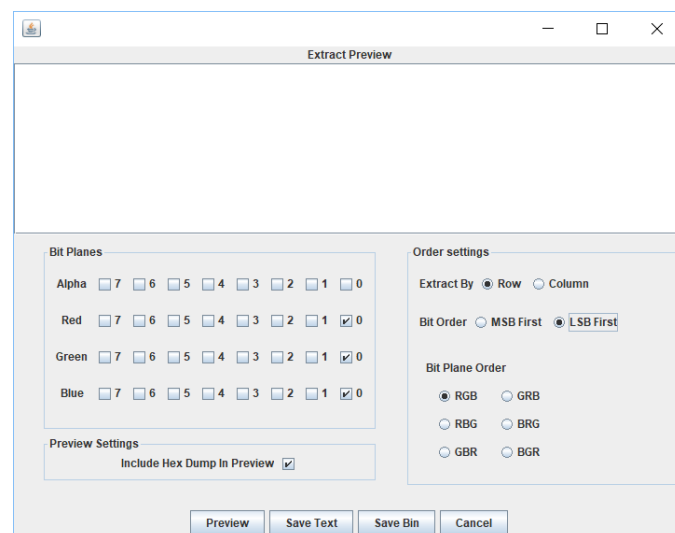 Extract Preview
Bit Planes
Alpha 7 6 5 4 3 2 1 0
Red 7 6 5 4 3 2 1 0
Green 7 6 5 4 3 2 1 0
Blue 7 6 5 4 3 2 1 0
Preview Settings
Include Hex Dump In Preview
Order settings
Extract By Row Column
Bit Order MSB First LSB First
Bit Plane Order
RGB GRB
RBG BRG
GBR BGR
Preview Save Text Save Bin Cancel